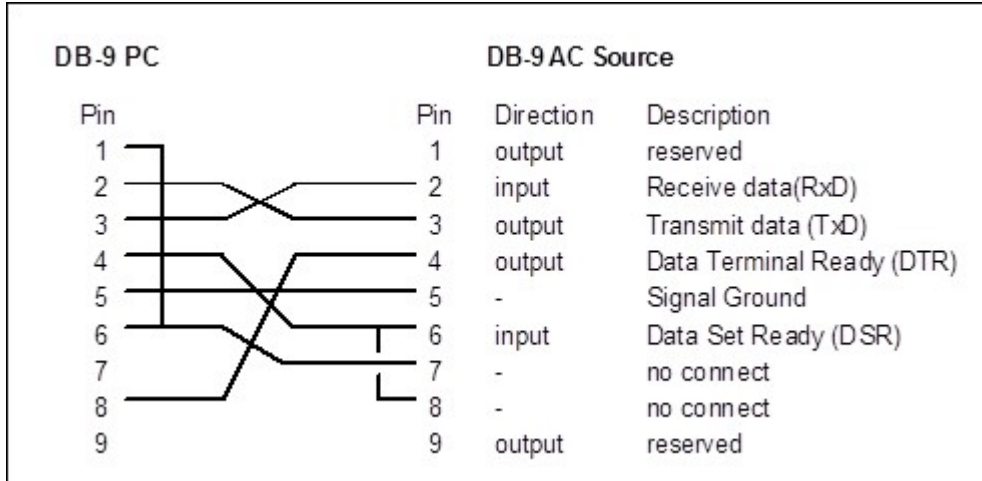 DB-9 PC DB-9 AC Source
Pin Pin Direction Description
1 1 output reserved
2 2 input Receive data(RxD)
3 3 output Transmit data (TxD)
4 4 output Data Terminal Ready (DTR)
5 5 - Signal Ground
6 6 input Data Set Ready (DSR)
7 7 - no connect
8 8 - no connect
9 9 output reserved